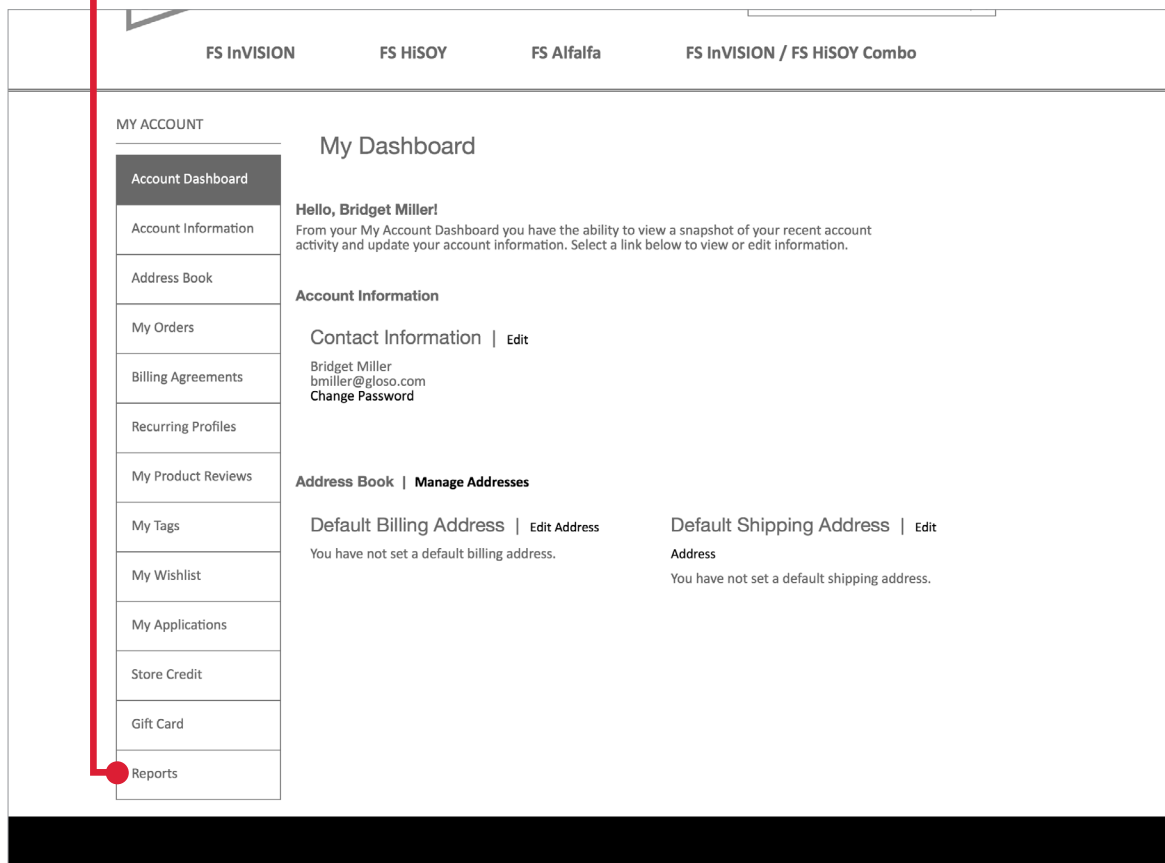 FS InVISION FS HiSOY FS Alfalfa FS InVISION / FS HiSOY Combo
MY ACCOUNT
Account Dashboard
Account Information
Address Book
My Orders
Billing Agreements
Recurring Profiles
My Product Reviews
My Tags
My Wishlist
My Applications
Store Credit
Gift Card
Reports
My Dashboard
Hello, Bridget Miller!
From your My Account Dashboard you have the ability to view a snapshot of your recent account
activity and update your account information. Select a link below to view or edit information.
Account Information
Contact Information | Edit
Bridget Miller
bmiller@gloso.com
Change Password
Address Book | Manage Addresses
Default Billing Address | Edit Address
You have not set a default billing address.
Default Shipping Address | Edit
Address
You have not set a default shipping address.